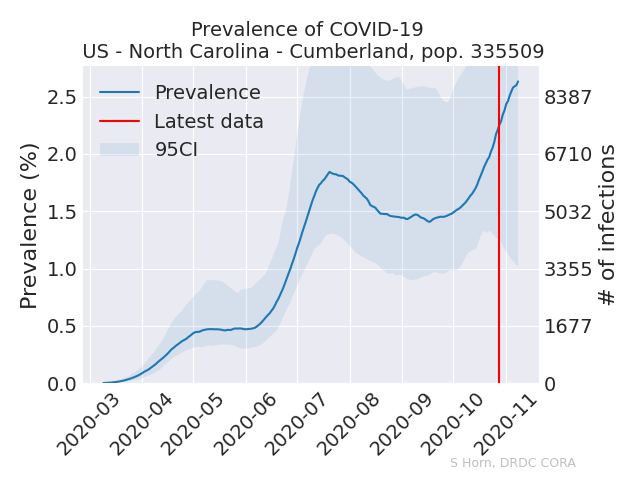 Prevalence of COVID-19
US - North Carolina - Cumberland, pop. 335509
Prevalence
Latest data
95CI
Prevalence (%)
2.5
2.0
1.5
1.0
0.5
0.0
8387
6710
5032
3355
1677
0
# of infections
2020-03
2020-04
2020-05
2020-06
2020-07
2020-08
2020-09
2020-10
2020-11
S Horn, DRDC CORA